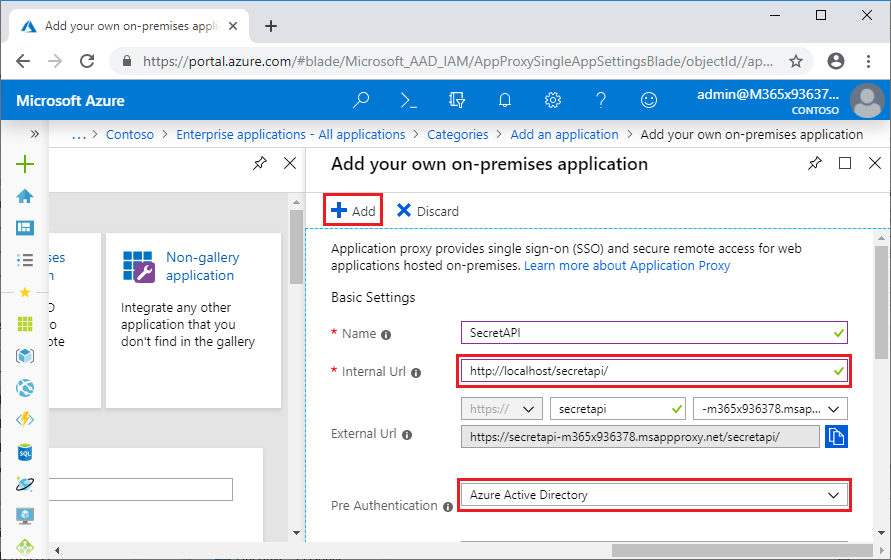 Add your own on-premises appli
https://portal.azure.com/#blade/Microsoft_AAD_IAM/AppProxySingleAppSettingsBlade/objectId//ap...
Microsoft Azure
admin@M365x93637...
CONTOSO
... > Contoso > Enterprise applications - All applications > Categories > Add an application > Add your own on-premises application
Add your own on-premises application
Add
Discard
Application proxy provides single sign-on (SSO) and secure remote access for web
applications hosted on-premises. Learn more about Application Proxy
Basic Settings
* Name
SecretAPI
* Internal Url
http://localhost/secretapi/
https://
secretapi
-m365x936378.msap...
External Url
https://secretapi-m365x936378.msappproxy.net/secretapi/
Pre Authentication
Azure Active Directory
Non-gallery
application
Integrate any other
application that you
don't find in the gallery
SQL